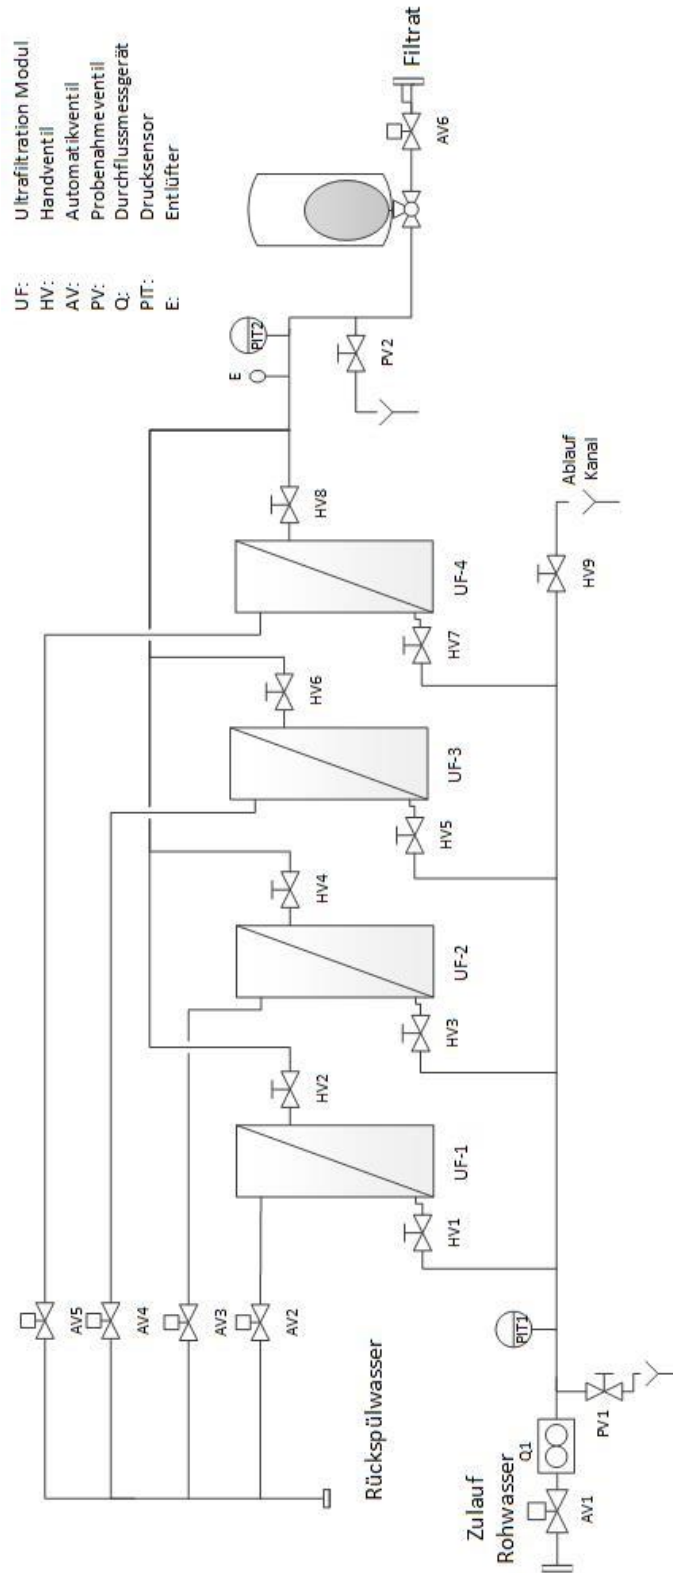 UF: Ultrafiltration Modul
HV: Handventil
AV: Automatikventil
PV: Probenahmeventil
Q: Durchflussmessgerät
PIT: Drucksensor
E: Entlüfter
AV5
AV4
AV3
AV2
Rückspülwasser
E
PIT2
PV2
AV6
Filtrat
HV2
HV4
HV6
HV8
UF-1
UF-2
UF-3
UF-4
HV1
HV3
HV5
HV7
Zulauf
Rohwasser
AV1
Q1
PV1
PIT1
HV9
Ablauf
Kanal